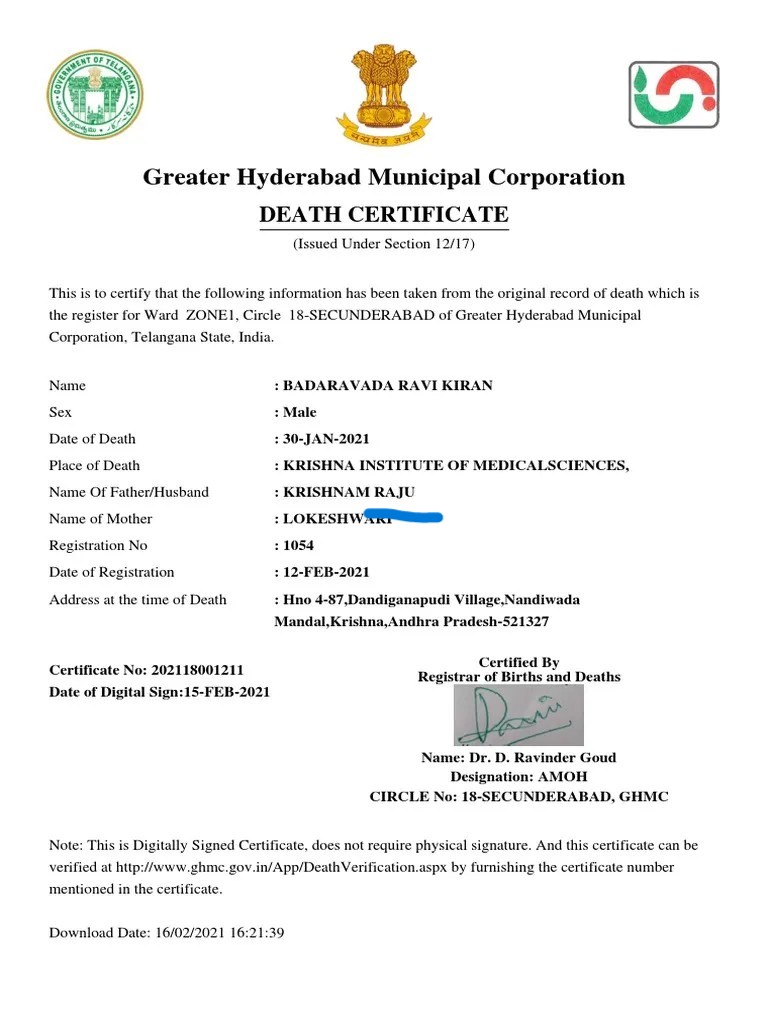 GOVERNMENT OF TELANGANA
सत्यमेव जयते
Greater Hyderabad Municipal Corporation
DEATH CERTIFICATE
(Issued Under Section 12/17)
This is to certify that the following information has been taken from the original record of death which is
the register for Ward ZONE1, Circle 18-SECUNDERABAD of Greater Hyderabad Municipal
Corporation, Telangana State, India.
Name : BADARAVADA RAVI KIRAN
Sex : Male
Date of Death : 30-JAN-2021
Place of Death : KRISHNA INSTITUTE OF MEDICALSCIENCES,
Name Of Father/Husband : KRISHNAM RAJU
Name of Mother : LOKESHWARI
Registration No : 1054
Date of Registration : 12-FEB-2021
Address at the time of Death : Hno 4-87,Dandiganapudi Village,Nandiwada
Mandal,Krishna,Andhra Pradesh-521327
Certificate No: 202118001211
Date of Digital Sign:15-FEB-2021
Certified By
Registrar of Births and Deaths
Name: Dr. D. Ravinder Goud
Designation: AMOH
CIRCLE No: 18-SECUNDERABAD, GHMC
Note: This is Digitally Signed Certificate, does not require physical signature. And this certificate can be
verified at http://www.ghmc.gov.in/App/DeathVerification.aspx by furnishing the certificate number
mentioned in the certificate.
Download Date: 16/02/2021 16:21:39